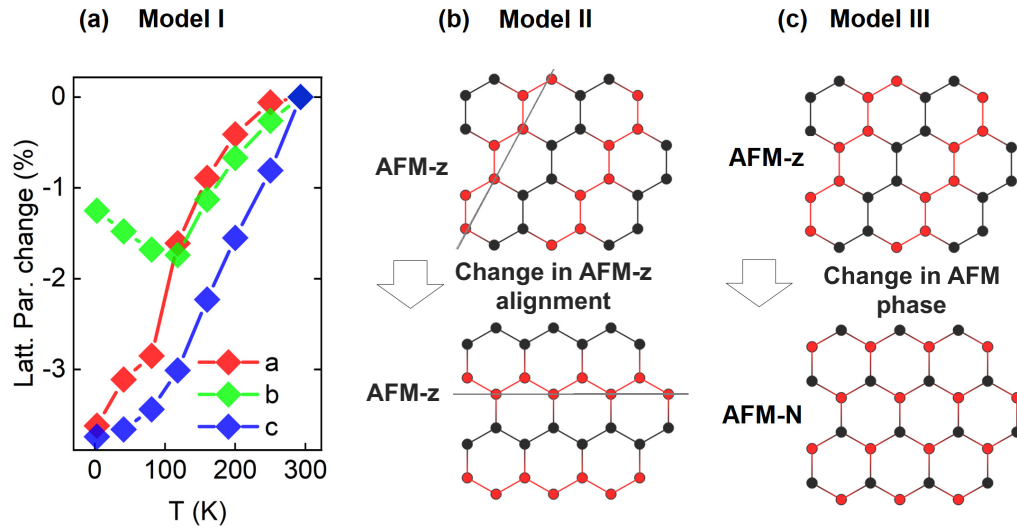 (a) Model I
Latt. Par. change (%)
0
-1
-2
-3
0 100 200 300
T (K)
a
b
c
(b) Model II
AFM-z
Change in AFM-z
alignment
AFM-z
(c) Model III
AFM-z
Change in AFM
phase
AFM-N